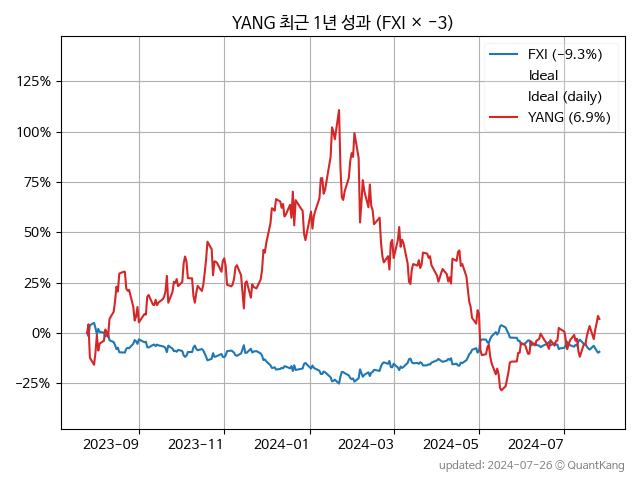 YANG 최근 1년 성과 (FXI × −3)
FXI (−9.3%)
Ideal
Ideal (daily)
YANG (6.9%)
125%
100%
75%
50%
25%
0%
−25%
2023−09 2023−11 2024−01 2024−03 2024−05 2024−07
updated: 2024-07-26 © QuantKang